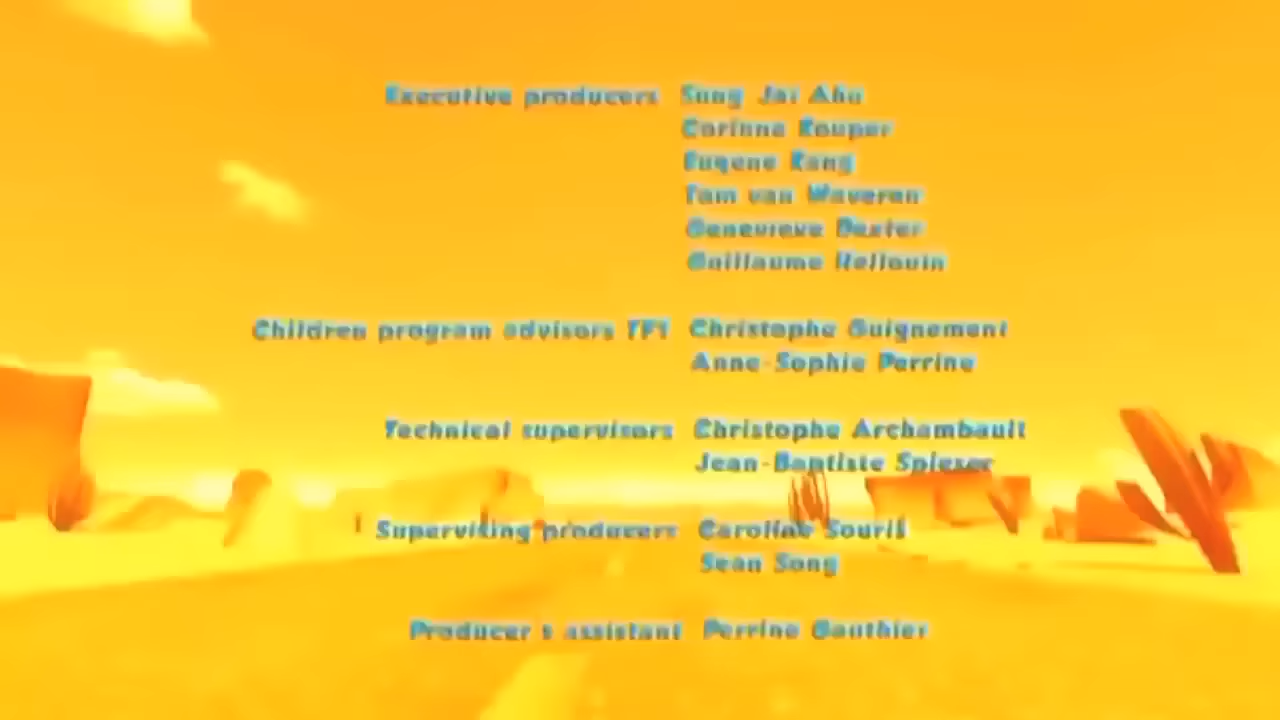 Executive producers Sung Jai Ahn
Corinne Kouper
Eugene Kang
Tom van Waveren
Genevieve Dexter
Guillaume Hellouin
Children program advisors TF1 Christophe Guignement
Anne-Sophie Perrine
Technical supervisors Christophe Archambault
Jean-Baptiste Spieser
Supervising producers Caroline Souris
Sean Song
Producer's assistant Perrine Gauthier